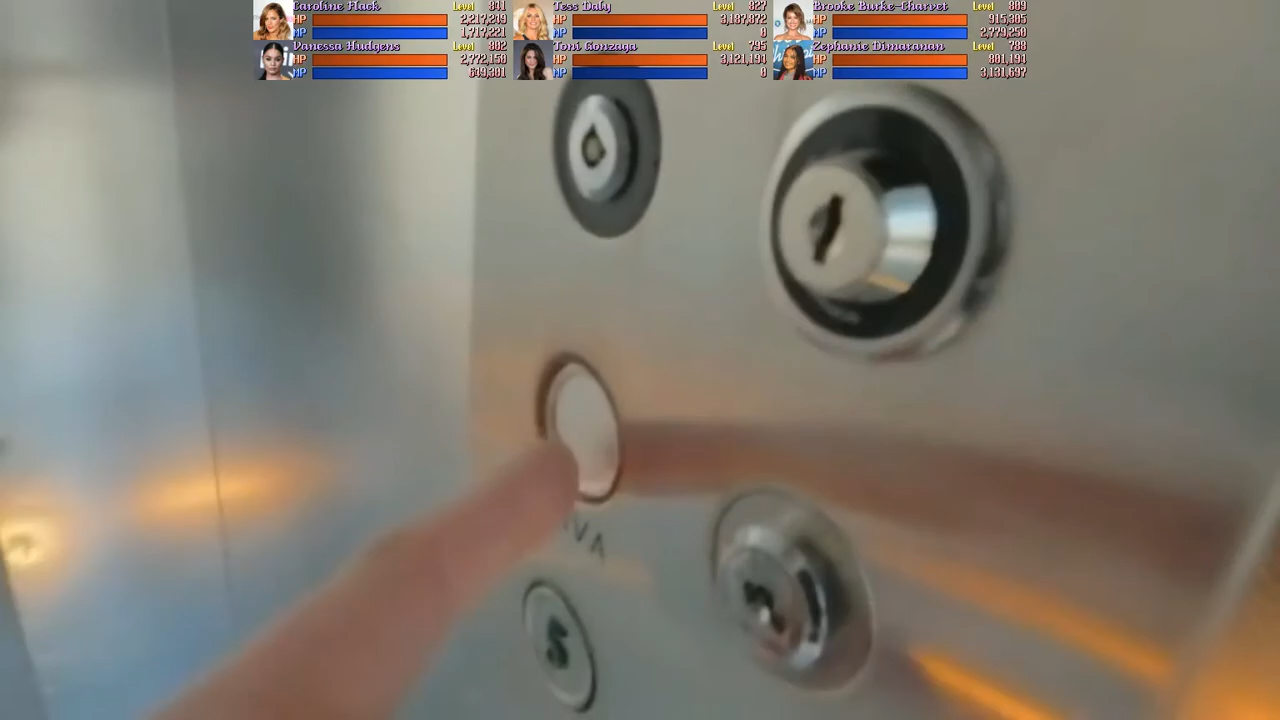 Caroline Flack Level 841
HP 2,217,249
MP 1,717,221
Tess Daly Level 827
HP 3,187,872
MP 0
Brooke Burke-Charvet Level 809
HP 915,305
MP 2,779,250
Vanessa Hudgens Level 802
HP 2,772,150
MP 649,301
Toni Gonzaga Level 795
HP 3,121,194
MP 0
Zephanie Dimaranan Level 788
HP 881,194
MP 3,131,697